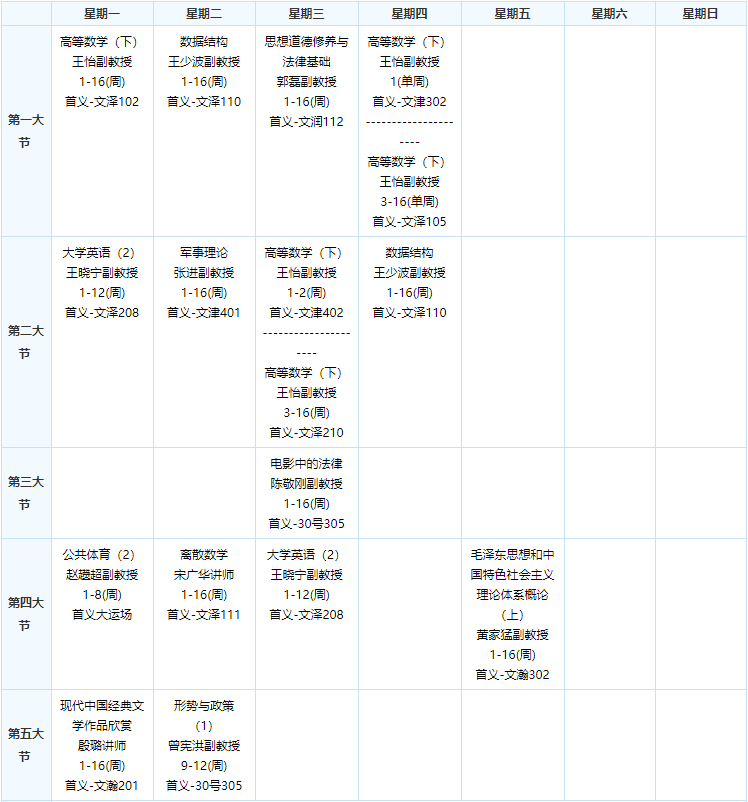 星期一
星期二
星期三
星期四
星期五
星期六
星期日
第一大
节
高等数学（下）
王怡副教授
1-16(周)
首义-文泽102
数据结构
王少波副教授
1-16(周)
首义-文泽110
思想道德修养与
法律基础
郭磊副教授
1-16(周)
首义-文润112
高等数学（下）
王怡副教授
1(单周)
首义-文津302
-----------------
----
高等数学（下）
王怡副教授
3-16(单周)
首义-文泽105
第二大
节
大学英语（2）
王晓宁副教授
1-12(周)
首义-文泽208
军事理论
张进副教授
1-16(周)
首义-文津401
高等数学（下）
王怡副教授
1-2(周)
首义-文津402
-----------------
----
高等数学（下）
王怡副教授
3-16(周)
首义-文泽210
数据结构
王少波副教授
1-16(周)
首义-文泽110
第三大
节
电影中的法律
陈敬刚副教授
1-16(周)
首义-30号305
第四大
节
公共体育（2）
超副教授
1-8(周)
首义大运场
离散数学
宋广华讲师
1-16(周)
首义-文泽111
大学英语（2）
王晓宁副教授
1-12(周)
首义-文泽208
毛泽东思想和中
国特色社会主义
理论体系概论
（上）
黄家猛副教授
1-16(周)
首义-文瀚302
第五大
节
现代中国经典文
学作品欣赏
殷璐讲师
1-16(周)
首义-文瀚201
形势与政策
（1）
曾宪洪副教授
9-12(周)
首义-30号305